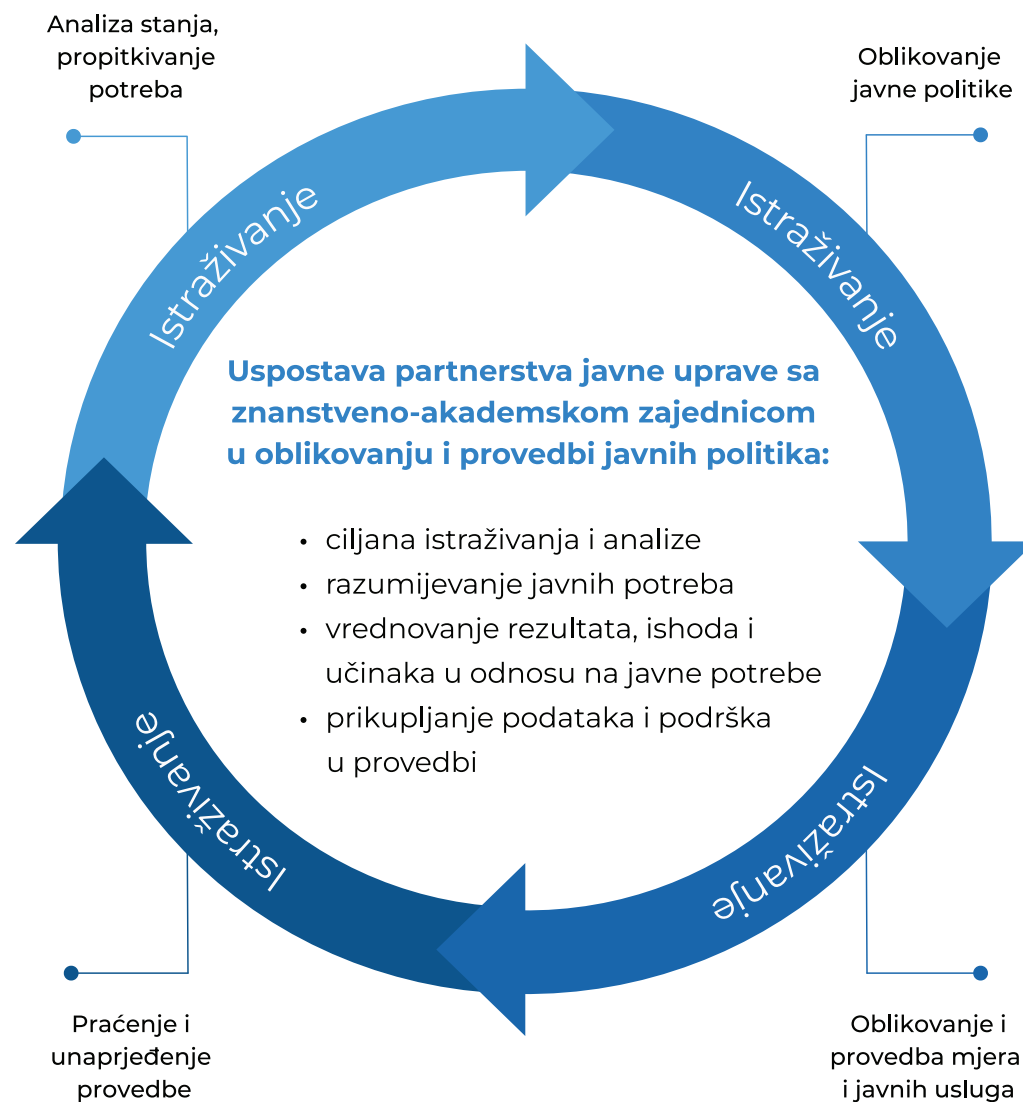 Analiza stanja,
propitkivanje
potreba
Oblikovanje
javne politike
Istraživanje
Istraživanje
Uspostava partnerstva javne uprave sa
znanstveno-akademskom zajednicom
u oblikovanju i provedbi javnih politika:
• ciljana istraživanja i analize
• razumijevanje javnih potreba
• vrednovanje rezultata, ishoda i
učinaka u odnosu na javne potrebe
• prikupljanje podataka i podrška
u provedbi
Istraživanje
Istraživanje
Praćenje i
unaprjeđenje
provedbe
Oblikovanje i
provedba mjera
i javnih usluga